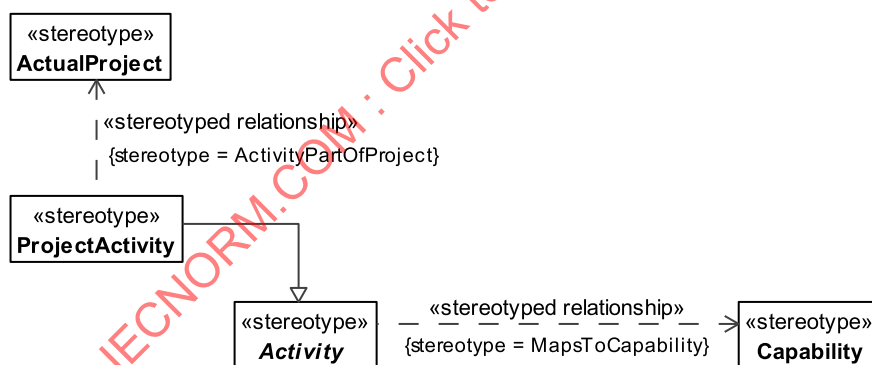 «stereotype»
ActualProject
«stereotyped relationship»
{stereotype = ActivityPartOfProject}
«stereotype»
ProjectActivity
«stereotype»
Activity
«stereotyped relationship»
{stereotype = MapsToCapability}
«stereotype»
Capability
IECNORM.COM : Click to